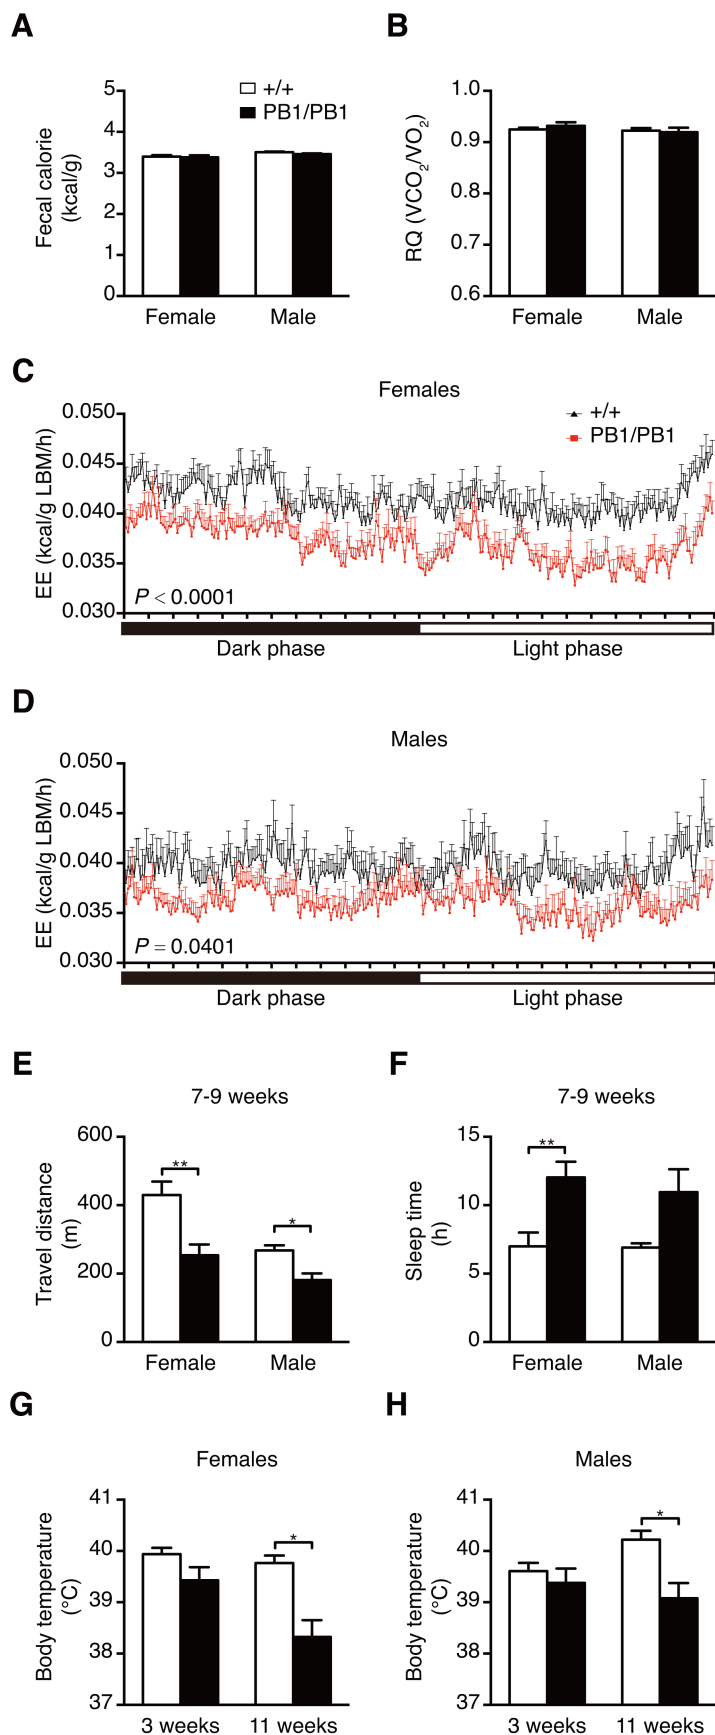 A
B
5
4
3
2
1
0
Fecal calorie
(kcal/g)
+/+
PB1/PB1
Female
Male
1.0
0.9
0.8
0.7
0.6
RQ (VCO2/VO2)
Female
Male
C
Females
0.050
0.045
0.040
0.035
0.030
EE (kcal/g LBM/h)
+/+
PB1/PB1
P < 0.0001
Dark phase
Light phase
D
Males
0.050
0.045
0.040
0.035
0.030
EE (kcal/g LBM/h)
P = 0.0401
Dark phase
Light phase
E
F
7-9 weeks
600
400
200
0
Travel distance
(m)
**
*
Female
Male
7-9 weeks
15
10
5
0
Sleep time
(h)
**
Female
Male
G
H
Females
41
40
39
38
37
Body temperature
(°C)
*
3 weeks
11 weeks
Males
41
40
39
38
37
Body temperature
(°C)
*
3 weeks
11 weeks